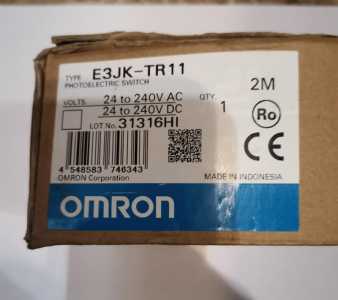 TYPE E3JK-TR11
PHOTOELECTRIC SWITCH
2M
VOLTS 24 to 240V AC QTY
24 to 240V DC 1
LOT No. 31316HI
Ro
4 548583 746343
OMRON Corporation
MADE IN INDONESIA
OMRON